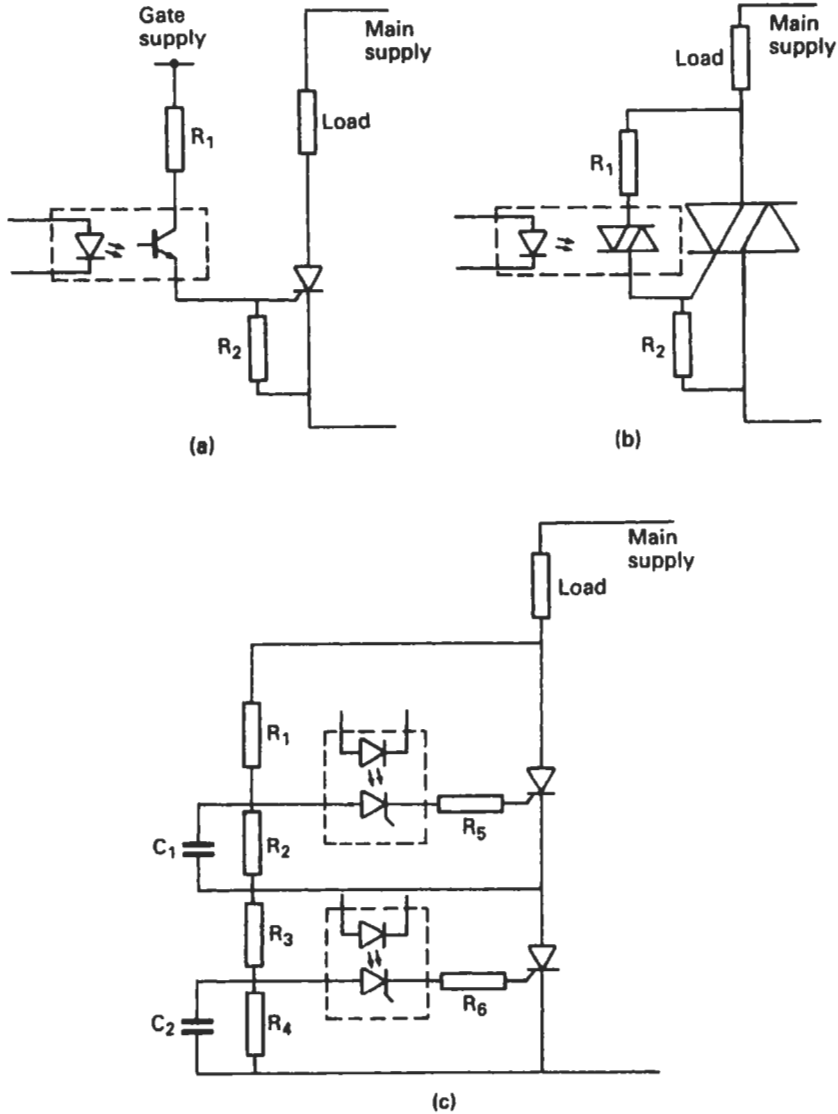 Gate
supply
Main
supply
R1
Load
R2
(a)
Main
supply
Load
R1
R2
(b)
Main
supply
Load
R1
R5
C1
R2
R3
R6
C2
R4
(c)